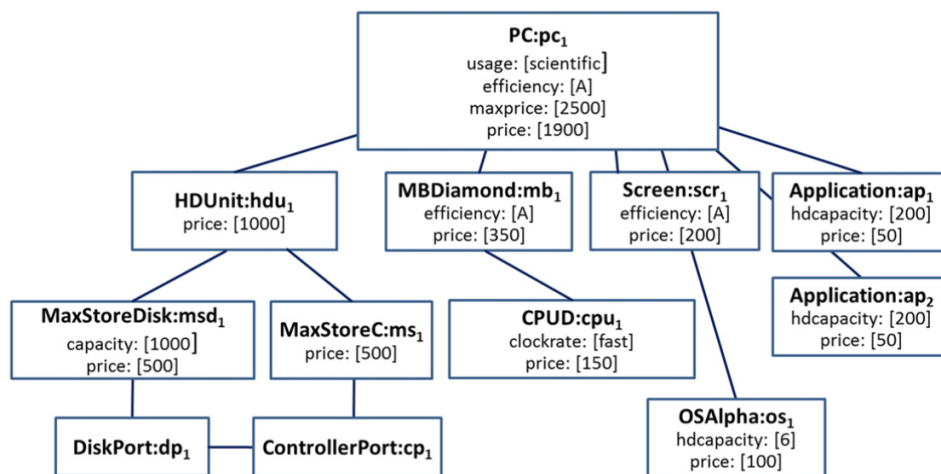 PC:pc₁
usage: [scientific]
efficiency: [A]
maxprice: [2500]
price: [1900]
HDUnit:hdu₁
price: [1000]
MBDiamond:mb₁
efficiency: [A]
price: [350]
Screen:scr₁
efficiency: [A]
price: [200]
Application:ap₁
hdcapacity: [200]
price: [50]
Application:ap₂
hdcapacity: [200]
price: [50]
MaxStoreDisk:msd₁
capacity: [1000]
price: [500]
MaxStoreC:ms₁
price: [500]
CPUD:cpu₁
clockrate: [fast]
price: [150]
DiskPort:dp₁
ControllerPort:cp₁
OSAlpha:os₁
hdcapacity: [6]
price: [100]